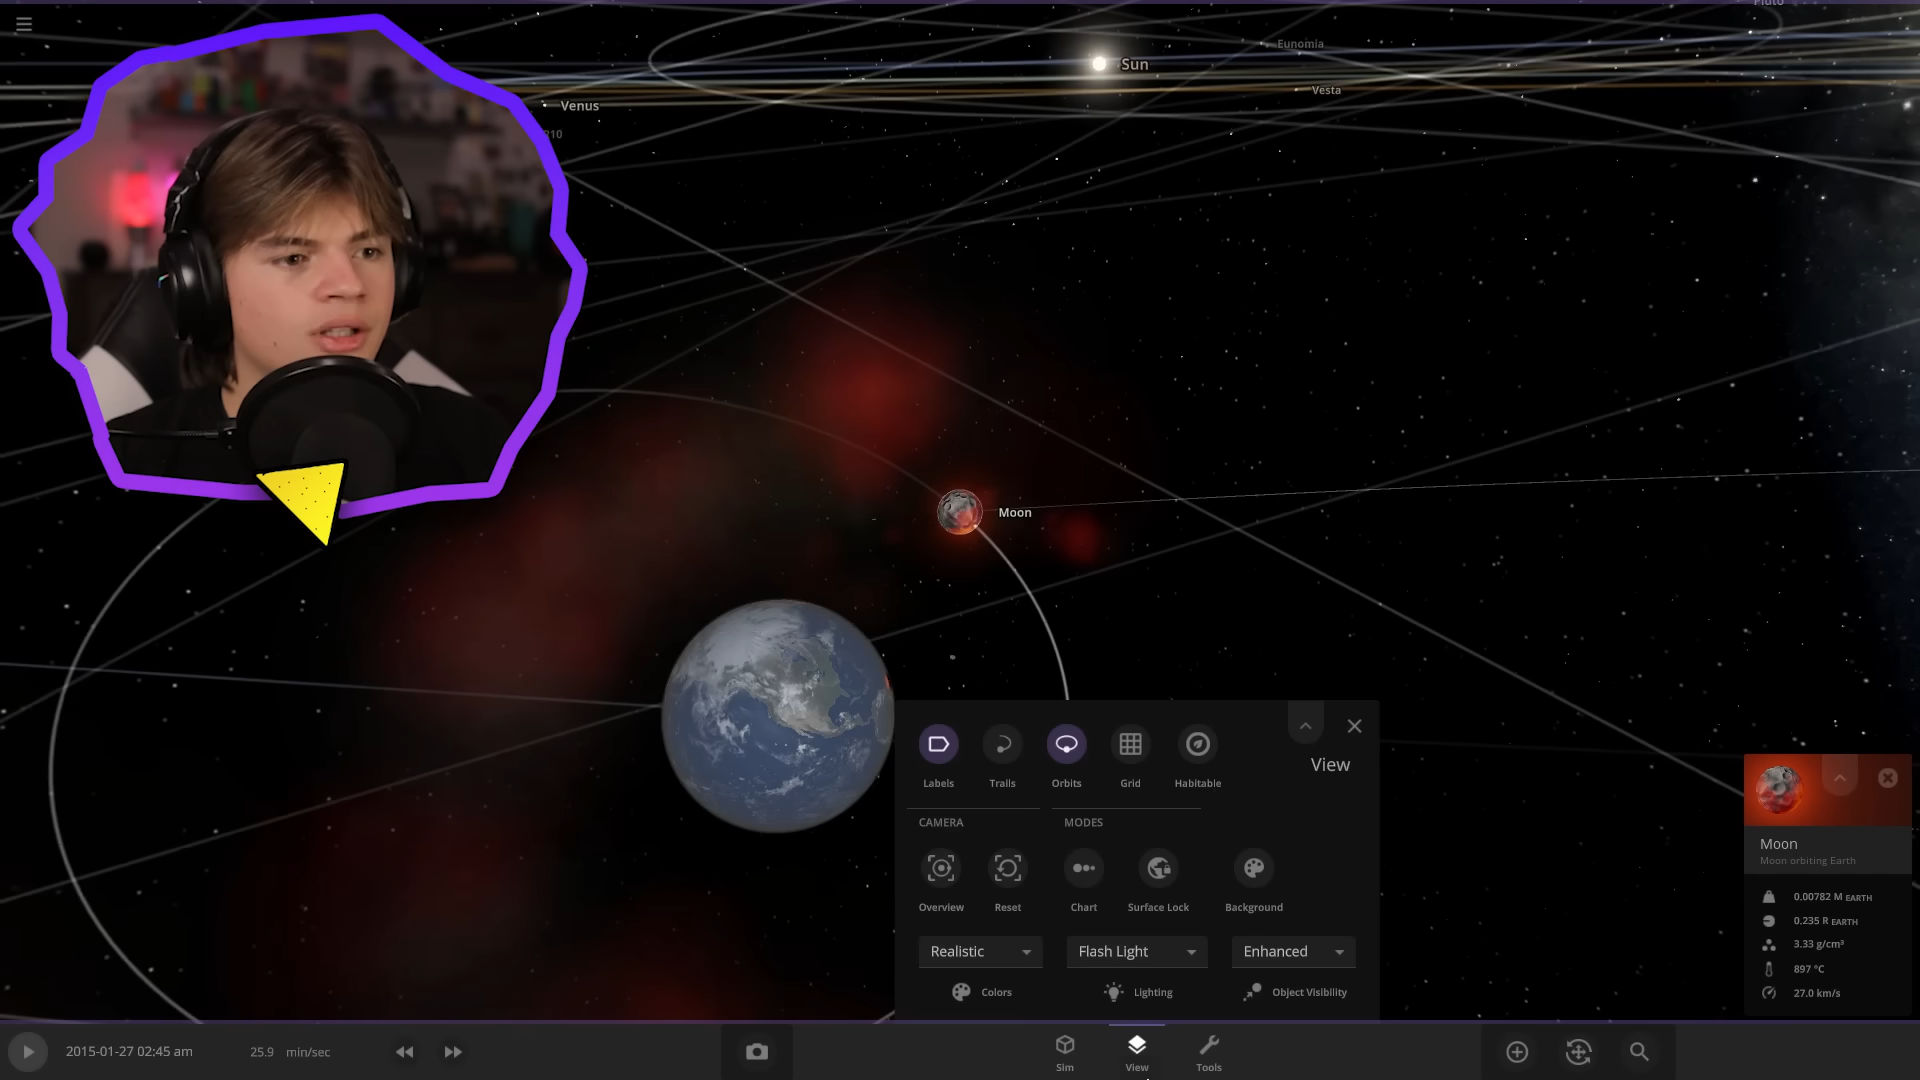 Pluto
Eunomia
Sun
Vesta
Venus
Moon
Labels
Trails
Orbits
Grid
Habitable
View
CAMERA
MODES
Overview
Reset
Chart
Surface Lock
Background
Realistic
Flash Light
Enhanced
Colors
Lighting
Object Visibility
Moon
Moon orbiting Earth
0.00782 M EARTH
0.235 R EARTH
3.33 g/cm³
897 °C
27.0 km/s
2015-01-27 02:45 am
25.9 min/sec
Sim
View
Tools